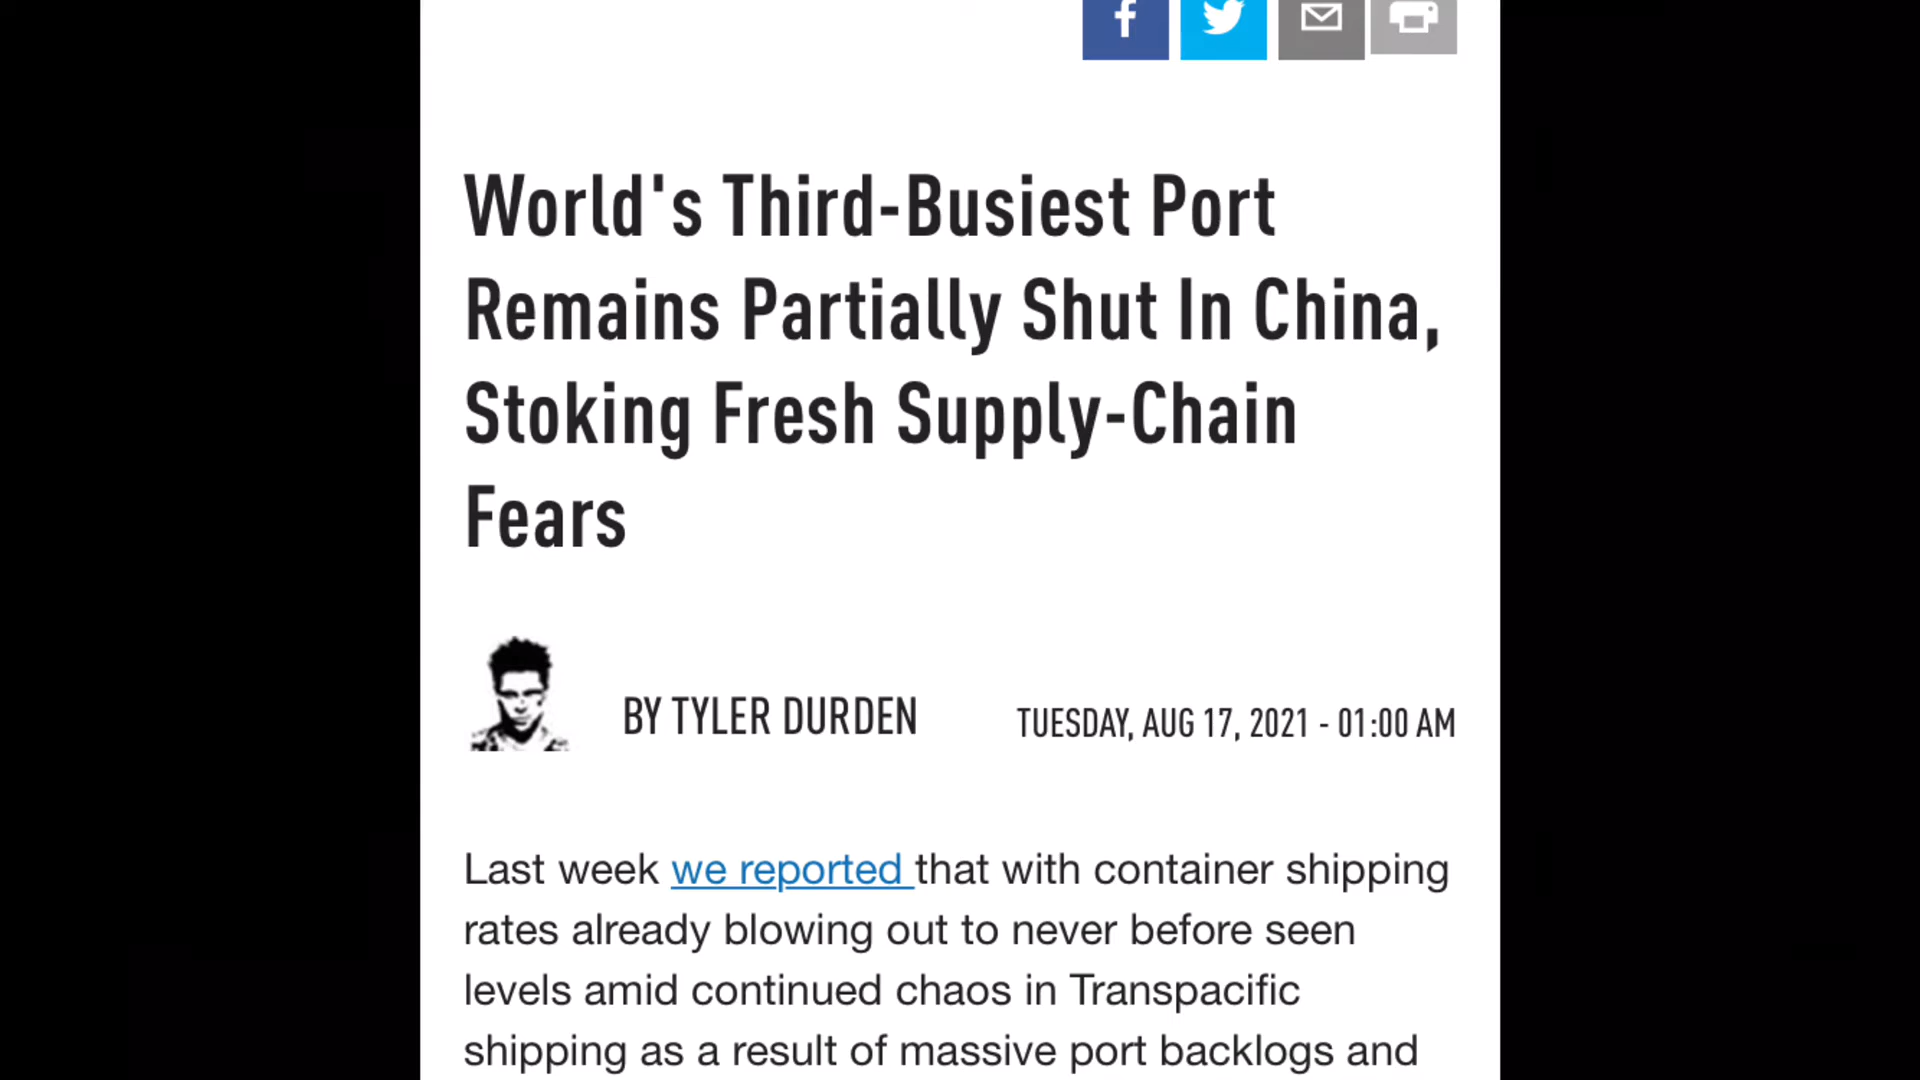 World's Third-Busiest Port
Remains Partially Shut In China,
Stoking Fresh Supply-Chain
Fears
BY TYLER DURDEN
TUESDAY, AUG 17, 2021 - 01:00 AM
Last week we reported that with container shipping
rates already blowing out to never before seen
levels amid continued chaos in Transpacific
shipping as a result of massive port backlogs and